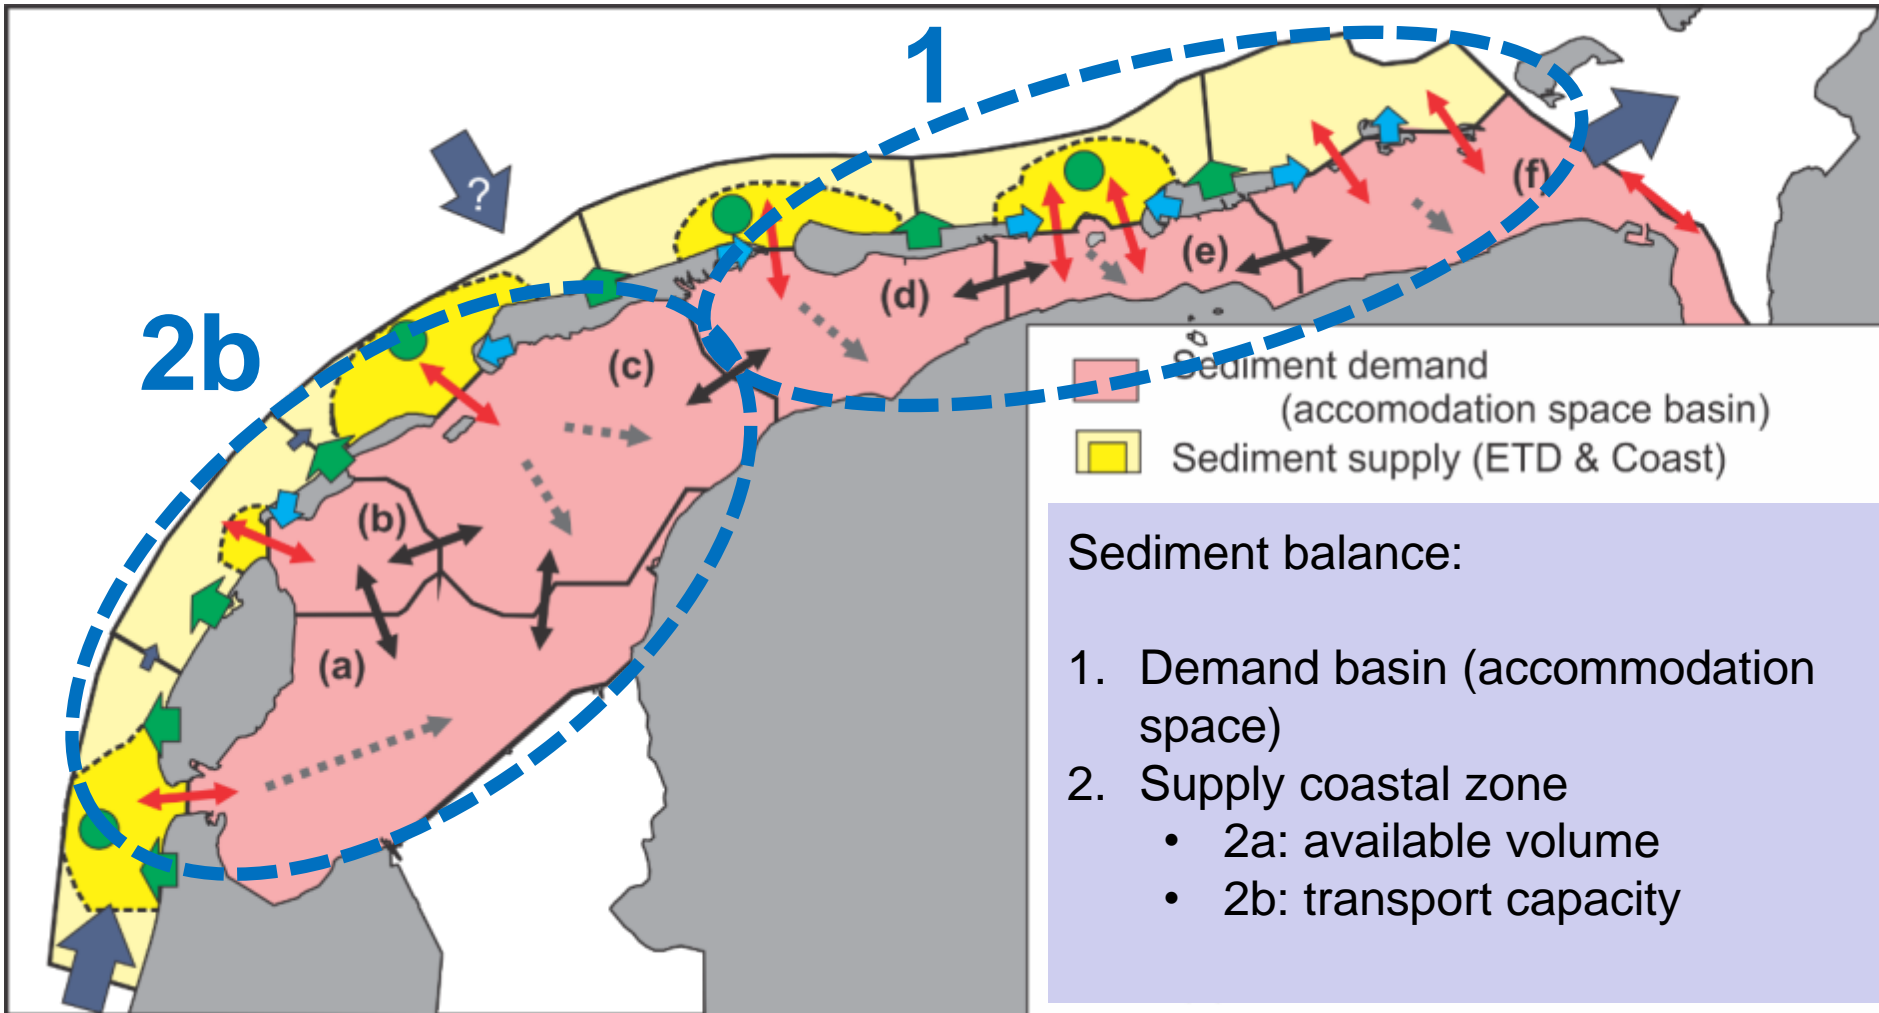 1
?
2b
(f)
(e)
(d)
(c)
(b)
(a)
Sediment demand
(accomodation space basin)
Sediment supply (ETD & Coast)
Sediment balance:
1. Demand basin (accommodation
space)
2. Supply coastal zone
• 2a: available volume
• 2b: transport capacity